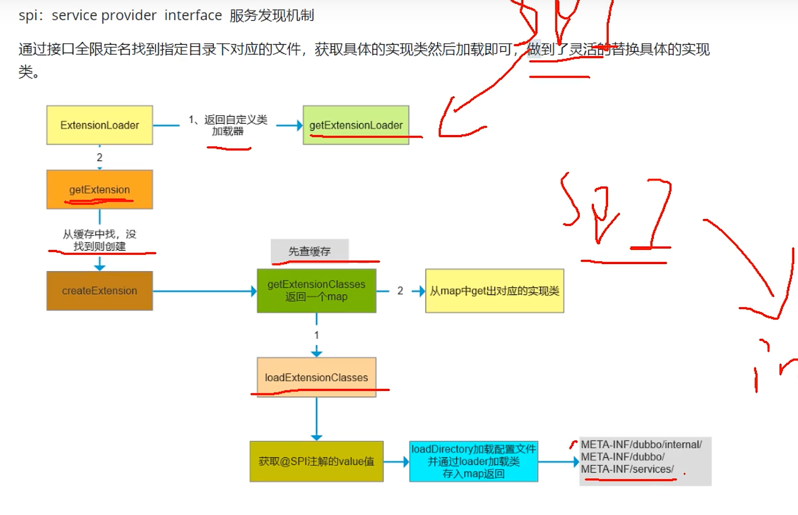 spi：service provider interface 服务发现机制
通过接口全限定名找到指定目录下对应的文件，获取具体的实现类然后加载即可，做到了灵活的替换具体的实现
类。
ExtensionLoader
1、返回自定义类
加载器
getExtensionLoader
2
getExtension
从缓存中找，没
找到则创建
createExtension
先查缓存
getExtensionClasses
返回一个map
2
从map中get出对应的实现类
1
loadExtensionClasses
获取@SPI注解的value值
loadDirectory加载配置文件
并通过loader加载类
存入map返回
META-INF/dubbo/internal/
META-INF/dubbo/
META-INF/services/
SPI
SPI